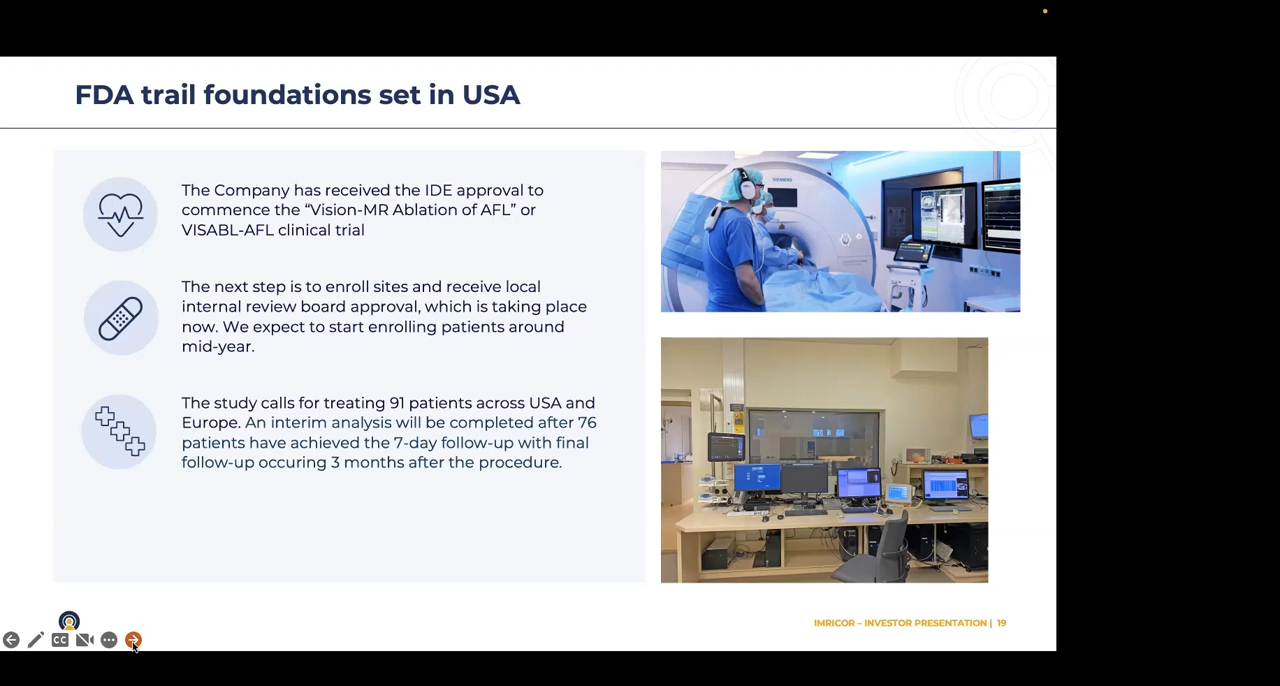 FDA trail foundations set in USA
The Company has received the IDE approval to
commence the “Vision-MR Ablation of AFL” or
VISABL-AFL clinical trial
The next step is to enroll sites and receive local
internal review board approval, which is taking place
now. We expect to start enrolling patients around
mid-year.
The study calls for treating 91 patients across USA and
Europe. An interim analysis will be completed after 76
patients have achieved the 7-day follow-up with final
follow-up occuring 3 months after the procedure.
SIEMENS
CC
IMRICOR – INVESTOR PRESENTATION | 19